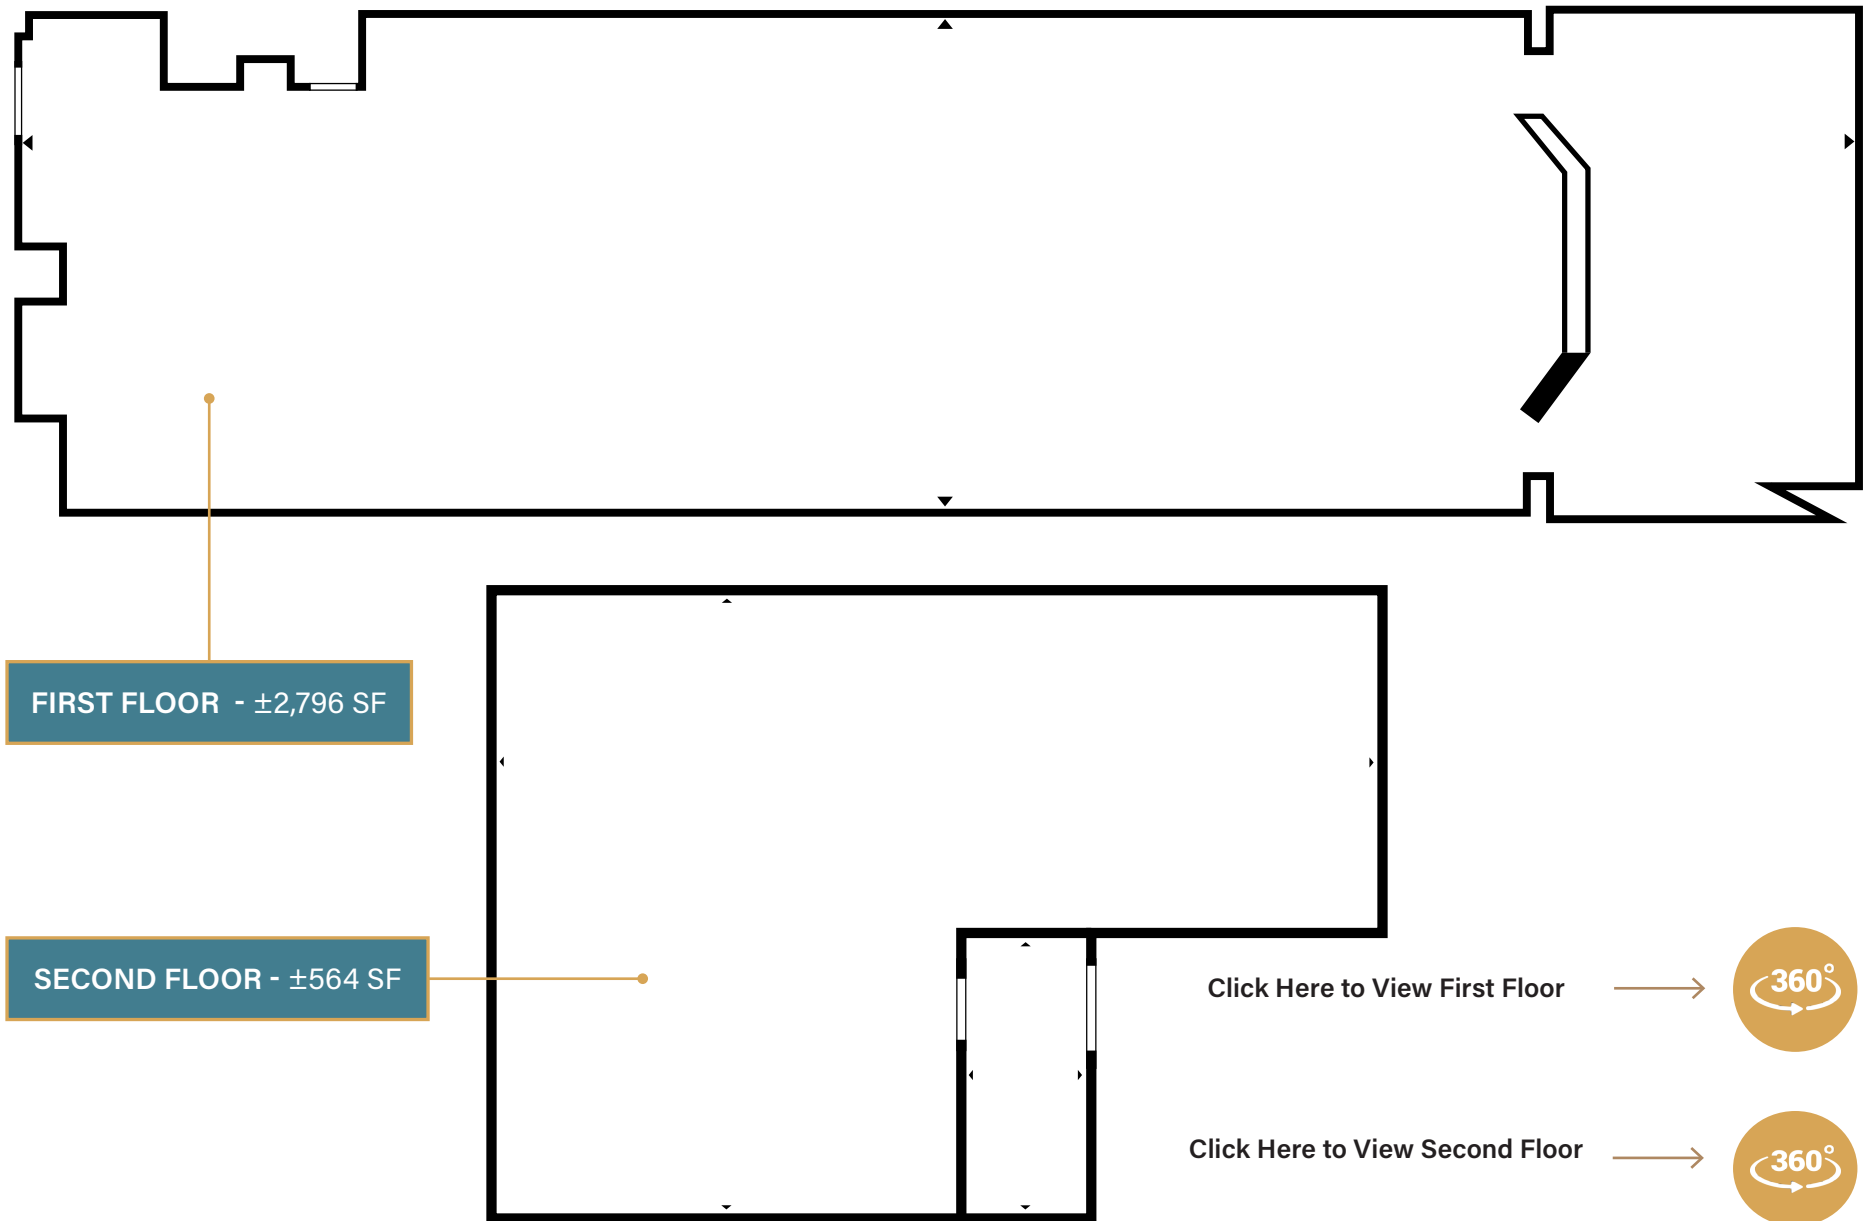 FIRST FLOOR - ±2,796 SF
SECOND FLOOR - ±564 SF
Click Here to View First Floor
360°
Click Here to View Second Floor
360°